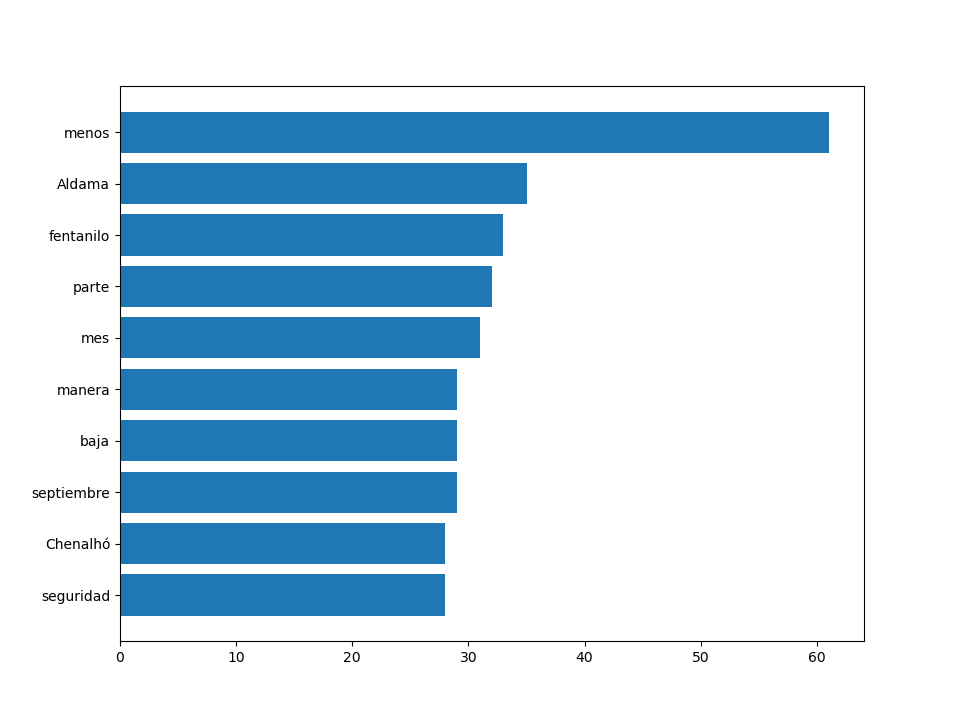 menos
Aldama
fentanilo
parte
mes
manera
baja
septiembre
Chenalhó
seguridad
0 10 20 30 40 50 60